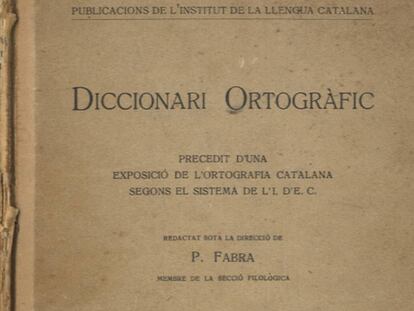 PUBLICACIONS DE L'INSTITUT DE LA LLENGUA CATALANA
DICCIONARI ORTOGRÀFIC
PRECEDIT D'UNA
EXPOSICIÓ DE L'ORTOGRAFIA CATALANA
SEGONS EL SISTEMA DE L'I. D'E. C.
REDACTAT SOTA LA DIRECCIÓ DE
P. FABRA
MEMBRE DE LA SECCIÓ FILOLÒGICA